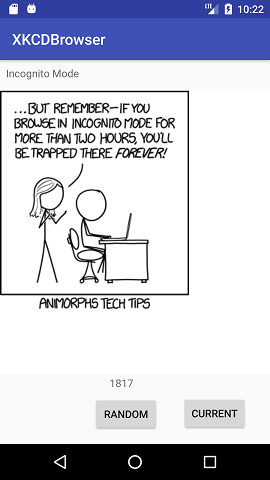 10:22
XKCDBrowser
Incognito Mode
...BUT REMEMBER—IF YOU
BROWSE IN INCOGNITO MODE FOR
MORE THAN TWO HOURS, YOU'LL
BE TRAPPED THERE FOREVER!
ANIMORPHS TECH TIPS
1817
RANDOM
CURRENT